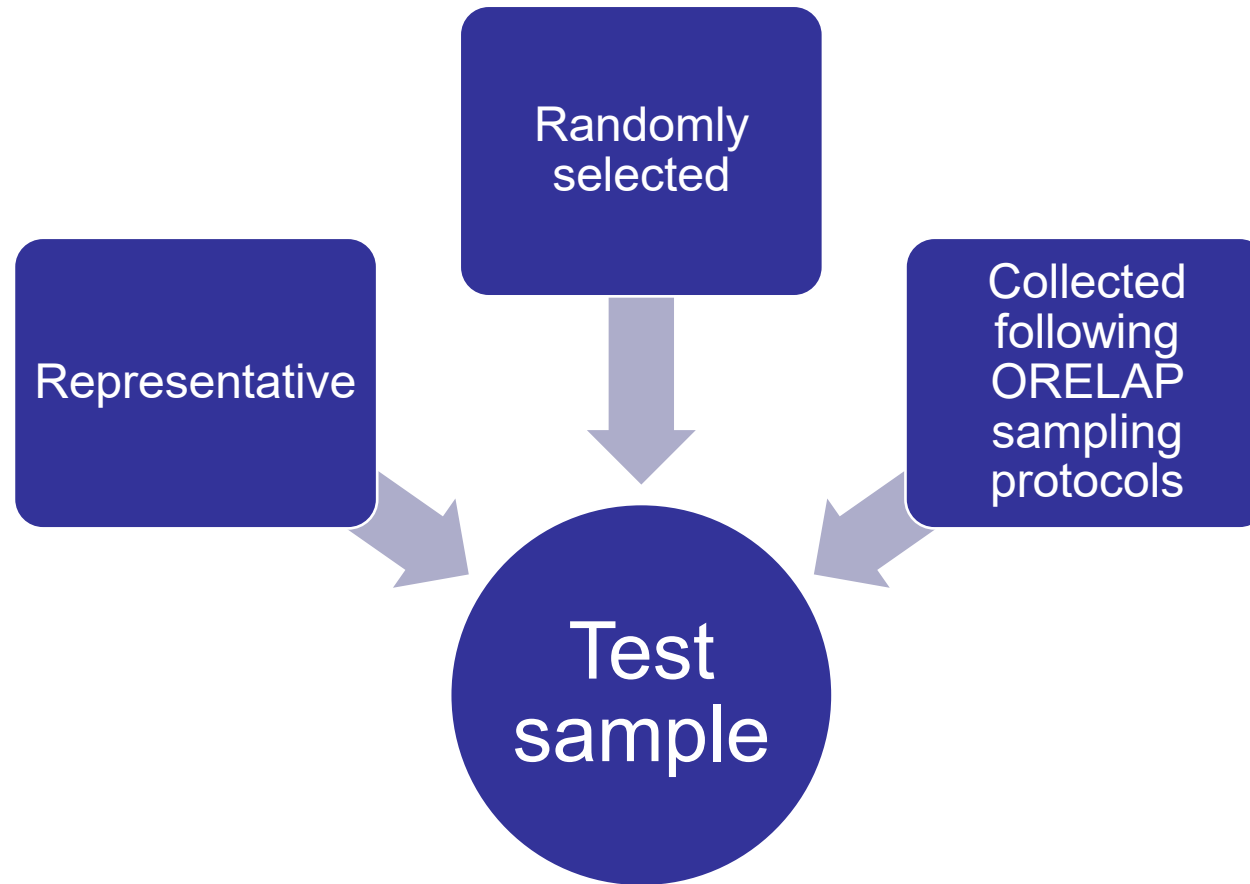 Randomly
selected
Representative
Collected
following
ORELAP
sampling
protocols
Test
sample